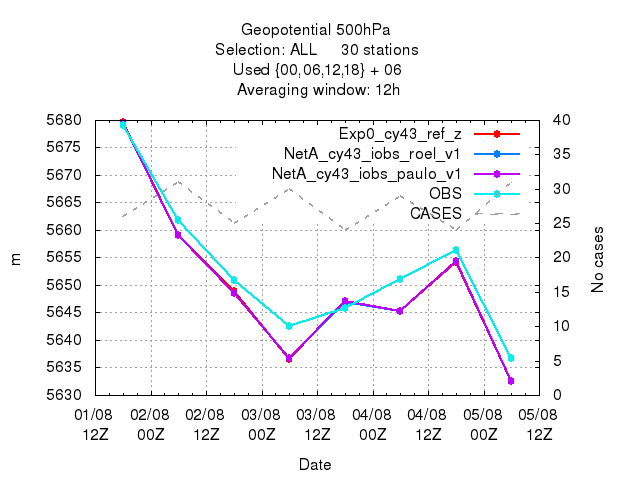 Geopotential 500hPa
Selection: ALL     30 stations
Used {00,06,12,18} + 06
Averaging window: 12h
Exp0_cy43_ref_z
NetA_cy43_iobs_roel_v1
NetA_cy43_iobs_paulo_v1
OBS
CASES
5680
5675
5670
5665
5660
5655
5650
5645
5640
5635
5630
m
40
35
30
25
20
15
10
5
0
No cases
01/08 02/08 02/08 03/08 03/08 04/08 04/08 05/08 05/08
12Z 00Z 12Z 00Z 12Z 00Z 12Z 00Z 12Z
Date